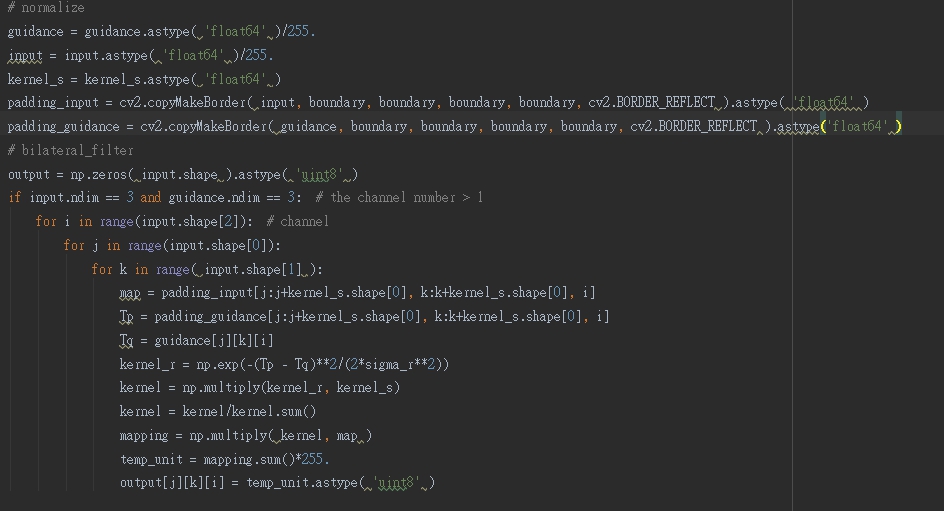 # normalize
guidance = guidance.astype( 'float64' )/255.
input = input.astype( 'float64' )/255.
kernel_s = kernel_s.astype( 'float64' )
padding_input = cv2.copyMakeBorder( input, boundary, boundary, boundary, boundary, cv2.BORDER_REFLECT ).astype( 'float64' )
padding_guidance = cv2.copyMakeBorder( guidance, boundary, boundary, boundary, boundary, cv2.BORDER_REFLECT ).astype('float64' )
# bilateral_filter
output = np.zeros( input.shape ).astype( 'uint8' )
if input.ndim == 3 and guidance.ndim == 3: # the channel number > 1
for i in range(input.shape[2]): # channel
for j in range(input.shape[0]):
for k in range( input.shape[1] ):
map = padding_input[j:j+kernel_s.shape[0], k:k+kernel_s.shape[0], i]
Tp = padding_guidance[j:j+kernel_s.shape[0], k:k+kernel_s.shape[0], i]
Tq = guidance[j][k][i]
kernel_r = np.exp(-(Tp - Tq)**2/(2*sigma_r**2))
kernel = np.multiply(kernel_r, kernel_s)
kernel = kernel/kernel.sum()
mapping = np.multiply( kernel, map )
temp_unit = mapping.sum()*255.
output[j][k][i] = temp_unit.astype( 'uint8' )